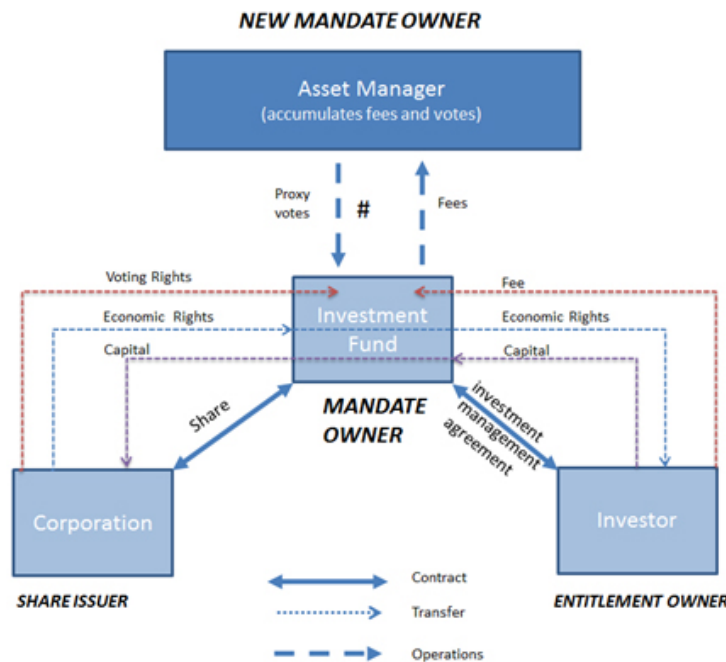 NEW MANDATE OWNER
Asset Manager
(accumulates fees and votes)
Proxy
votes
#
Fees
Voting Rights
Fee
Economic Rights
Investment
Fund
Economic Rights
Capital
Capital
Share
MANDATE
OWNER
investment
management
agreement
Corporation
Investor
SHARE ISSUER
ENTITLEMENT OWNER
Contract
Transfer
Operations